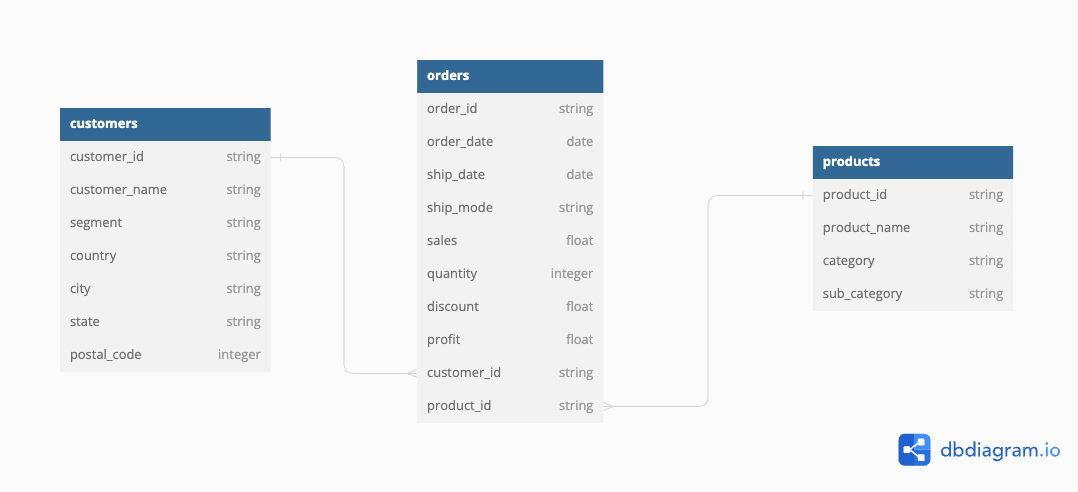 customers
customer_id string
customer_name string
segment string
country string
city string
state string
postal_code integer
orders
order_id string
order_date date
ship_date date
ship_mode string
sales float
quantity integer
discount float
profit float
customer_id string
product_id string
products
product_id string
product_name string
category string
sub_category string
dbdiagram.io